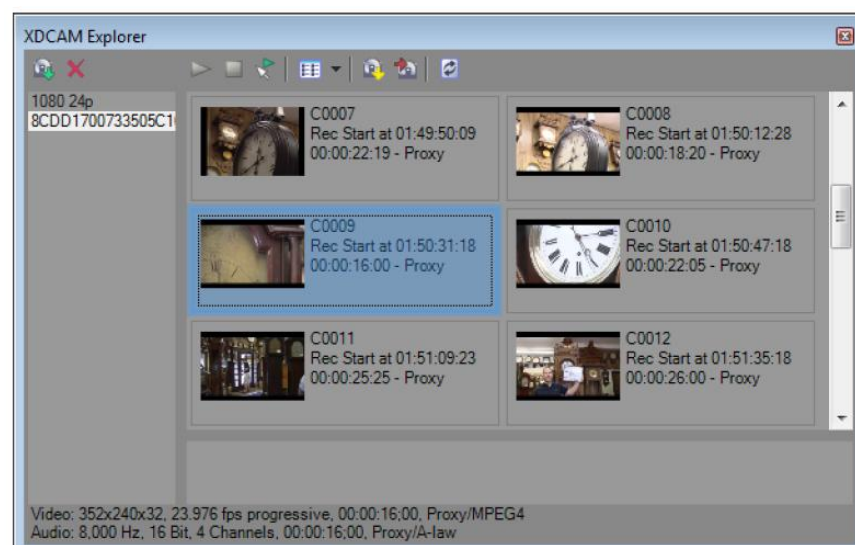 XDCAM Explorer
1080 24p
8CDD1700733505C1
C0007
Rec Start at 01:49:50:09
00:00:22:19 - Proxy
C0008
Rec Start at 01:50:12:28
00:00:18:20 - Proxy
C0009
Rec Start at 01:50:31:18
00:00:16:00 - Proxy
C0010
Rec Start at 01:50:47:18
00:00:22:05 - Proxy
C0011
Rec Start at 01:51:09:23
00:00:25:25 - Proxy
C0012
Rec Start at 01:51:35:18
00:00:26:00 - Proxy
Video: 352x240x32, 23.976 fps progressive, 00:00:16;00, Proxy/MPEG4
Audio: 8,000 Hz, 16 Bit, 4 Channels, 00:00:16;00, Proxy/A-law